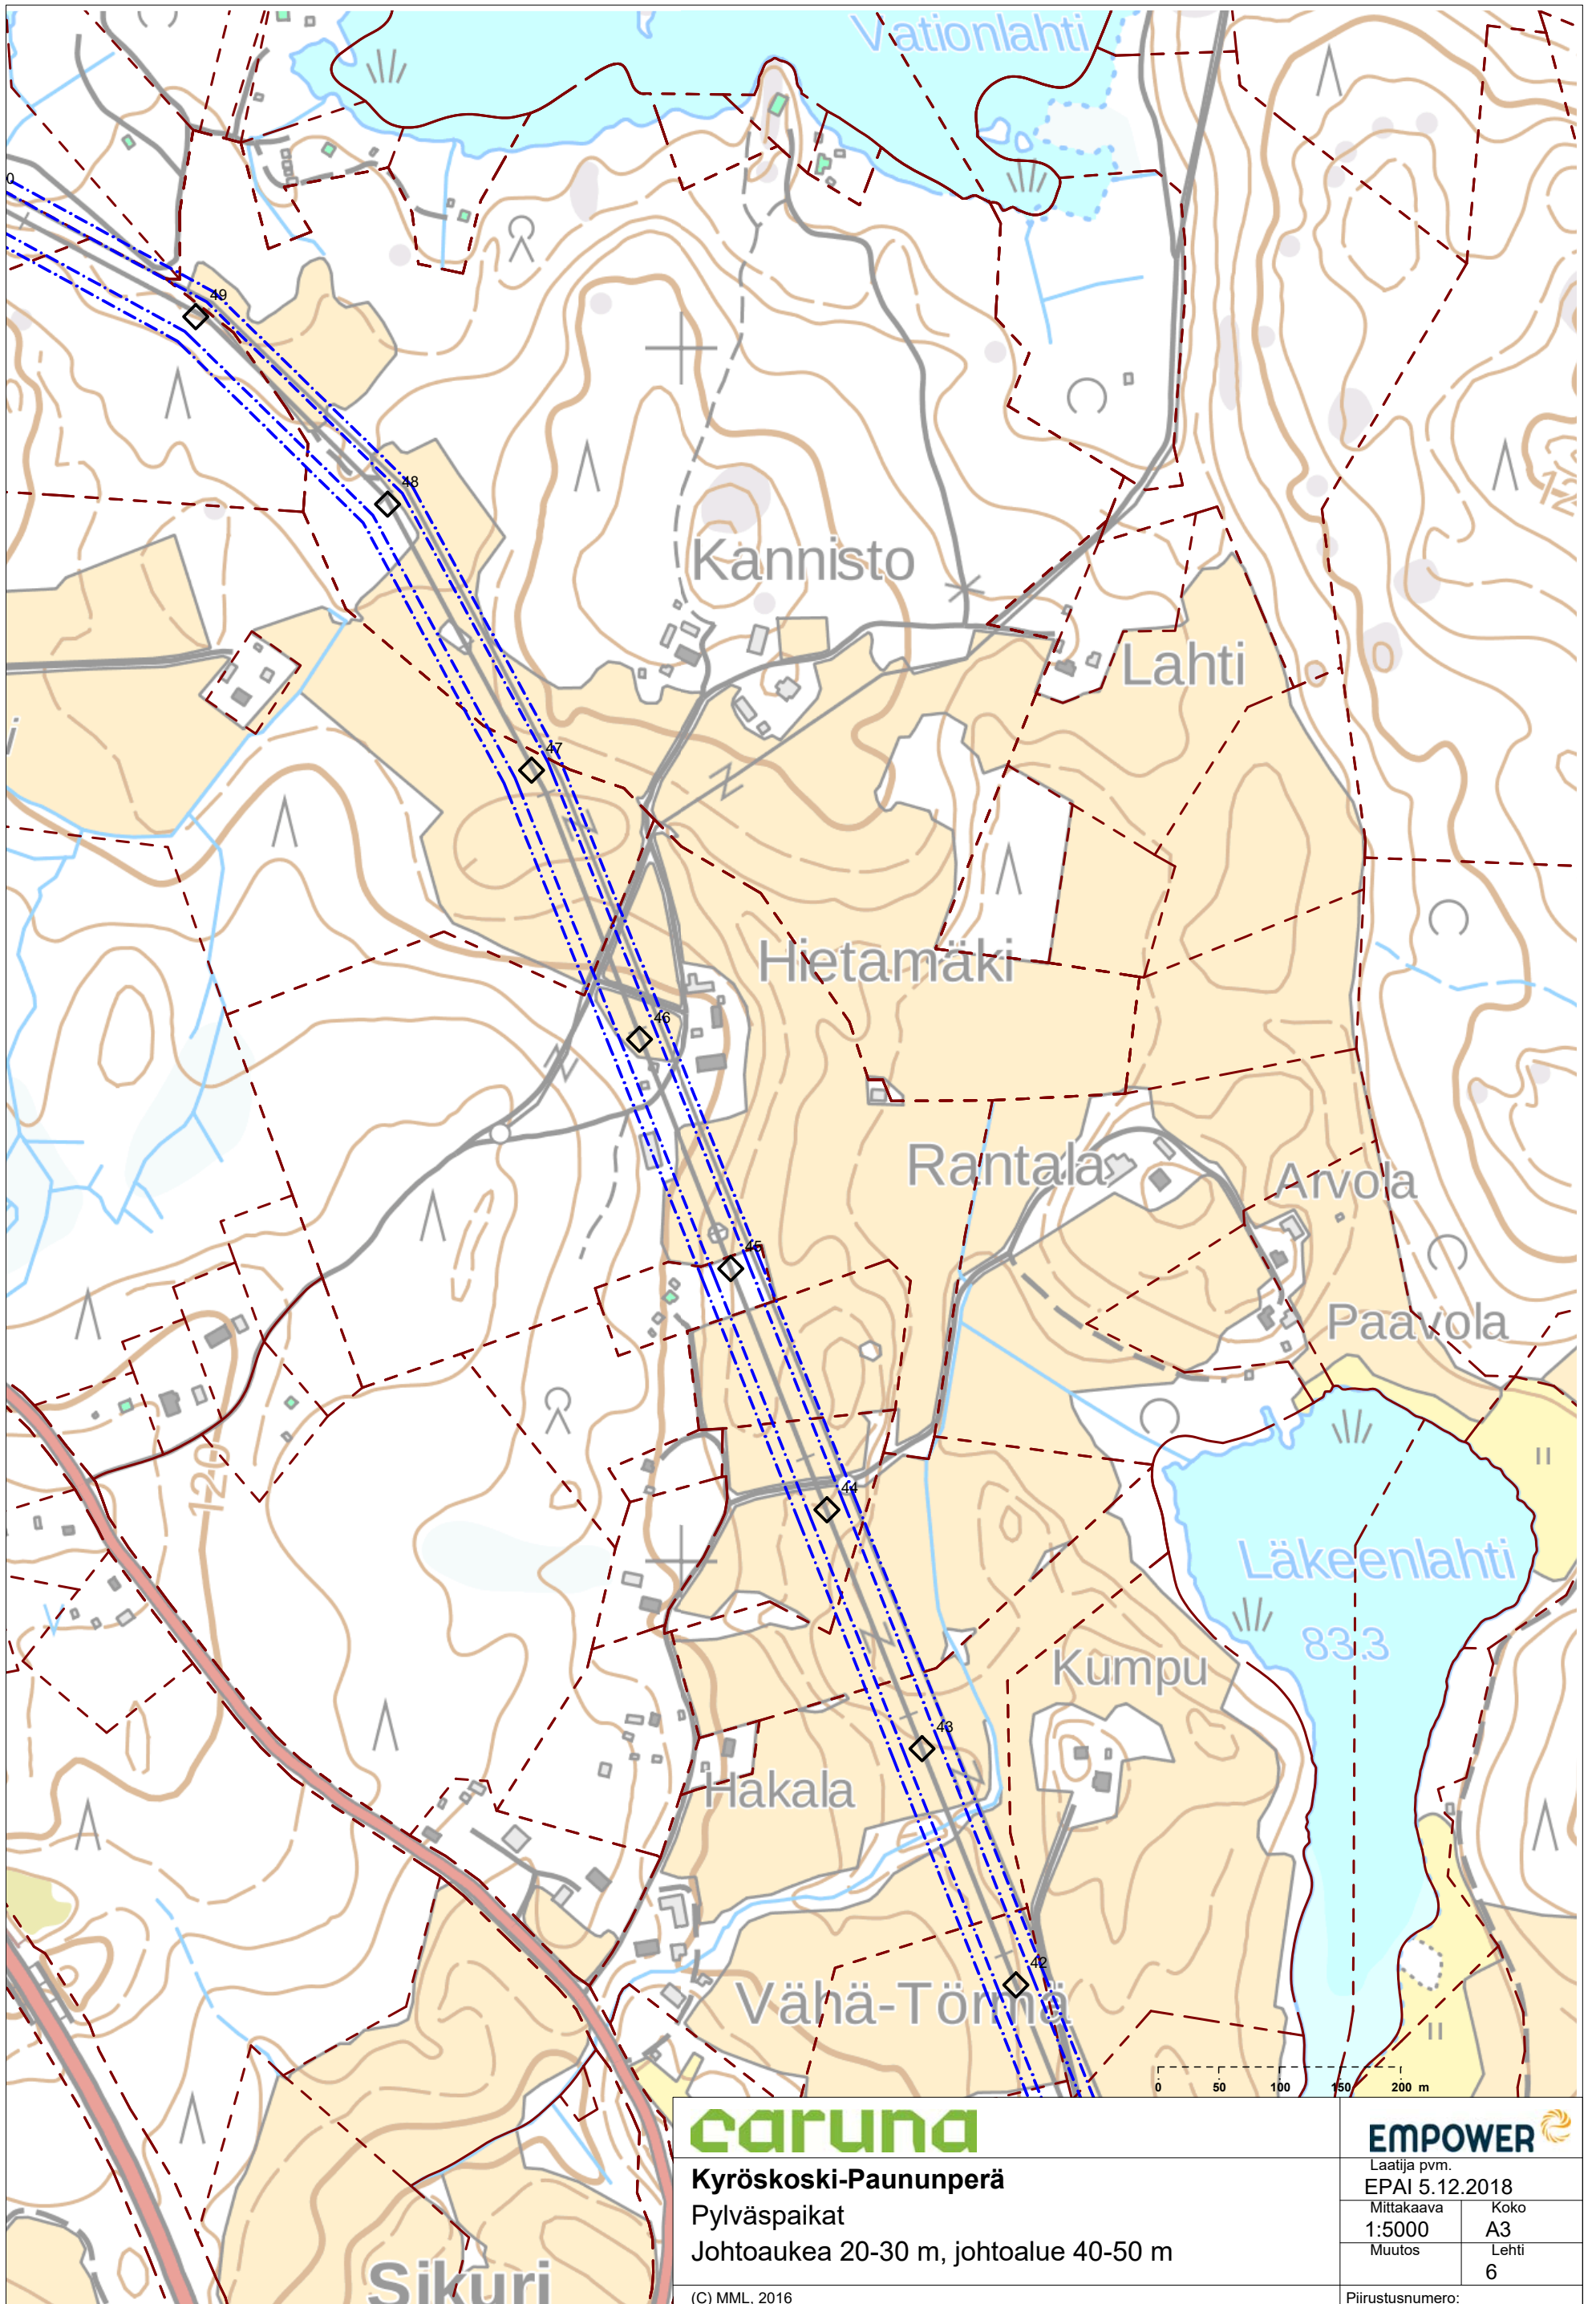 Vationlahti
0
49
48
Kannisto
Lahti
i
47
Hietamäki
46
Rantala
Arvola
45
Paavola
120
44
Läkeenlahti
83.3
Kumpu
43
Hakala
42
Vähä-Törmä
0 50 100 150 200 m
caruna
EMPOWER
Kyröskoski-Paununperä
Pylväspaikat
Johtoaukea 20-30 m, johtoalue 40-50 m
Laatija pvm.
EPAI 5.12.2018
Mittakaava Koko
1:5000 A3
Muutos Lehti
6
Sikuri
(C) MML, 2016
Piirustusnumero: